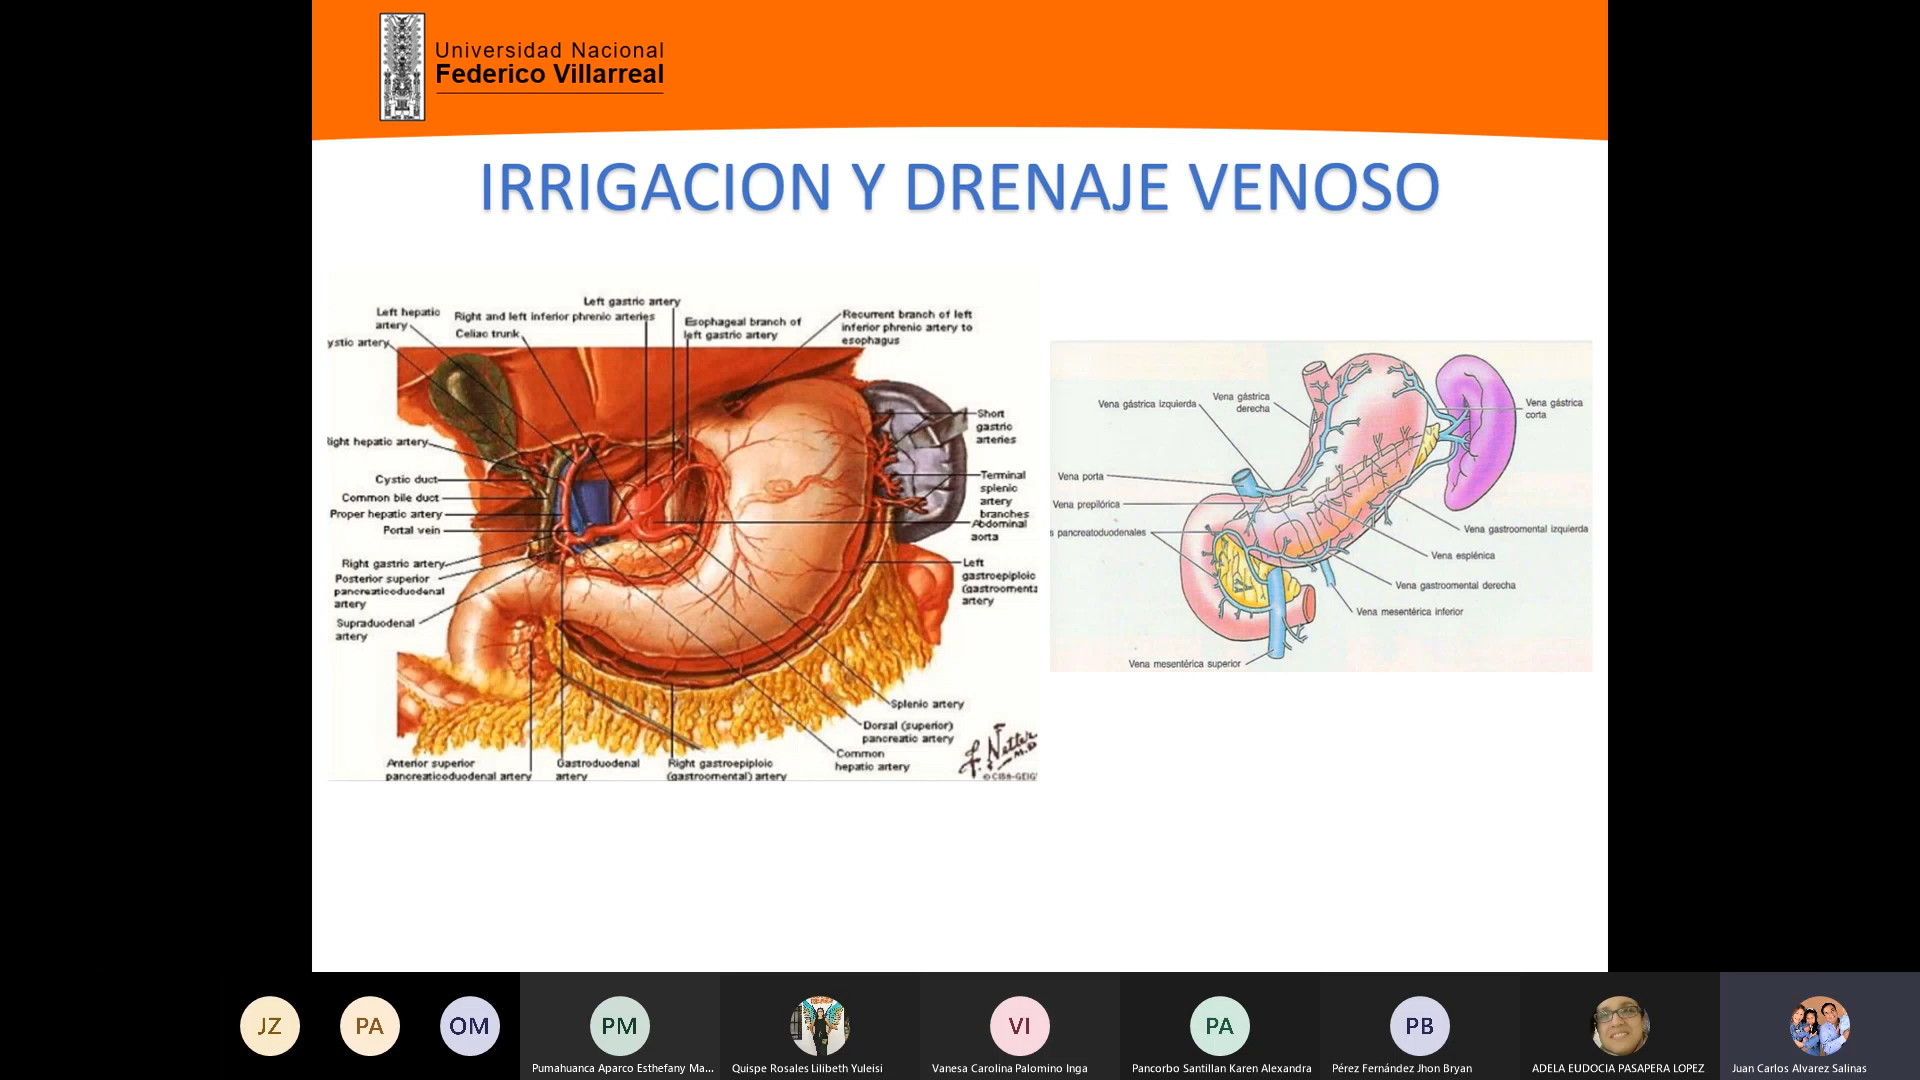 Universidad Nacional
Federico Villarreal
IRRIGACION Y DRENAJE VENOSO
Left gastric artery
Left hepatic
artery
Right and left inferior phrenic arteries
Celiac trunk
Esophageal branch of
left gastric artery
Recurrent branch of left
inferior phrenic artery to
esophagus
ystic artery
Short
gastric
arteries
ight hepatic artery
Cystic duct
Common bile duct
Proper hepatic artery
Portal vein
Terminal
splenic
artery
branches
Abdominal
aorta
Right gastric artery
Posterior superior
pancreaticoduodenal
artery
Supraduodenal
artery
Left
gastroepiploic
(gastroomenta
artery
Splenic artery
Dorsal (superior)
pancreatic artery
Common
hepatic artery
Anterior superior
pancreaticoduodenal artery
Gastroduodenal
artery
Right gastroepiploic
(gastroomental) artery
F. Netter
M.D.
© CIBA-GEIG
Vena gástrica izquierda
Vena gástrica
derecha
Vena gástrica
corta
Vena porta
Vena prepilórica
s pancreatoduodenales
Vena gastroomental izquierda
Vena esplénica
Vena gastroomental derecha
Vena mesentérica inferior
Vena mesentérica superior
JZ
PA
OM
PM
VI
PA
PB
Pumahuanca Aparco Esthefany Ma...
Quispe Rosales Lilibeth Yuleisi
Vanesa Carolina Palomino Inga
Pancorbo Santillan Karen Alexandra
Pérez Fernández Jhon Bryan
ADELA EUDOCIA PASAPERA LOPEZ
Juan Carlos Alvarez Salinas